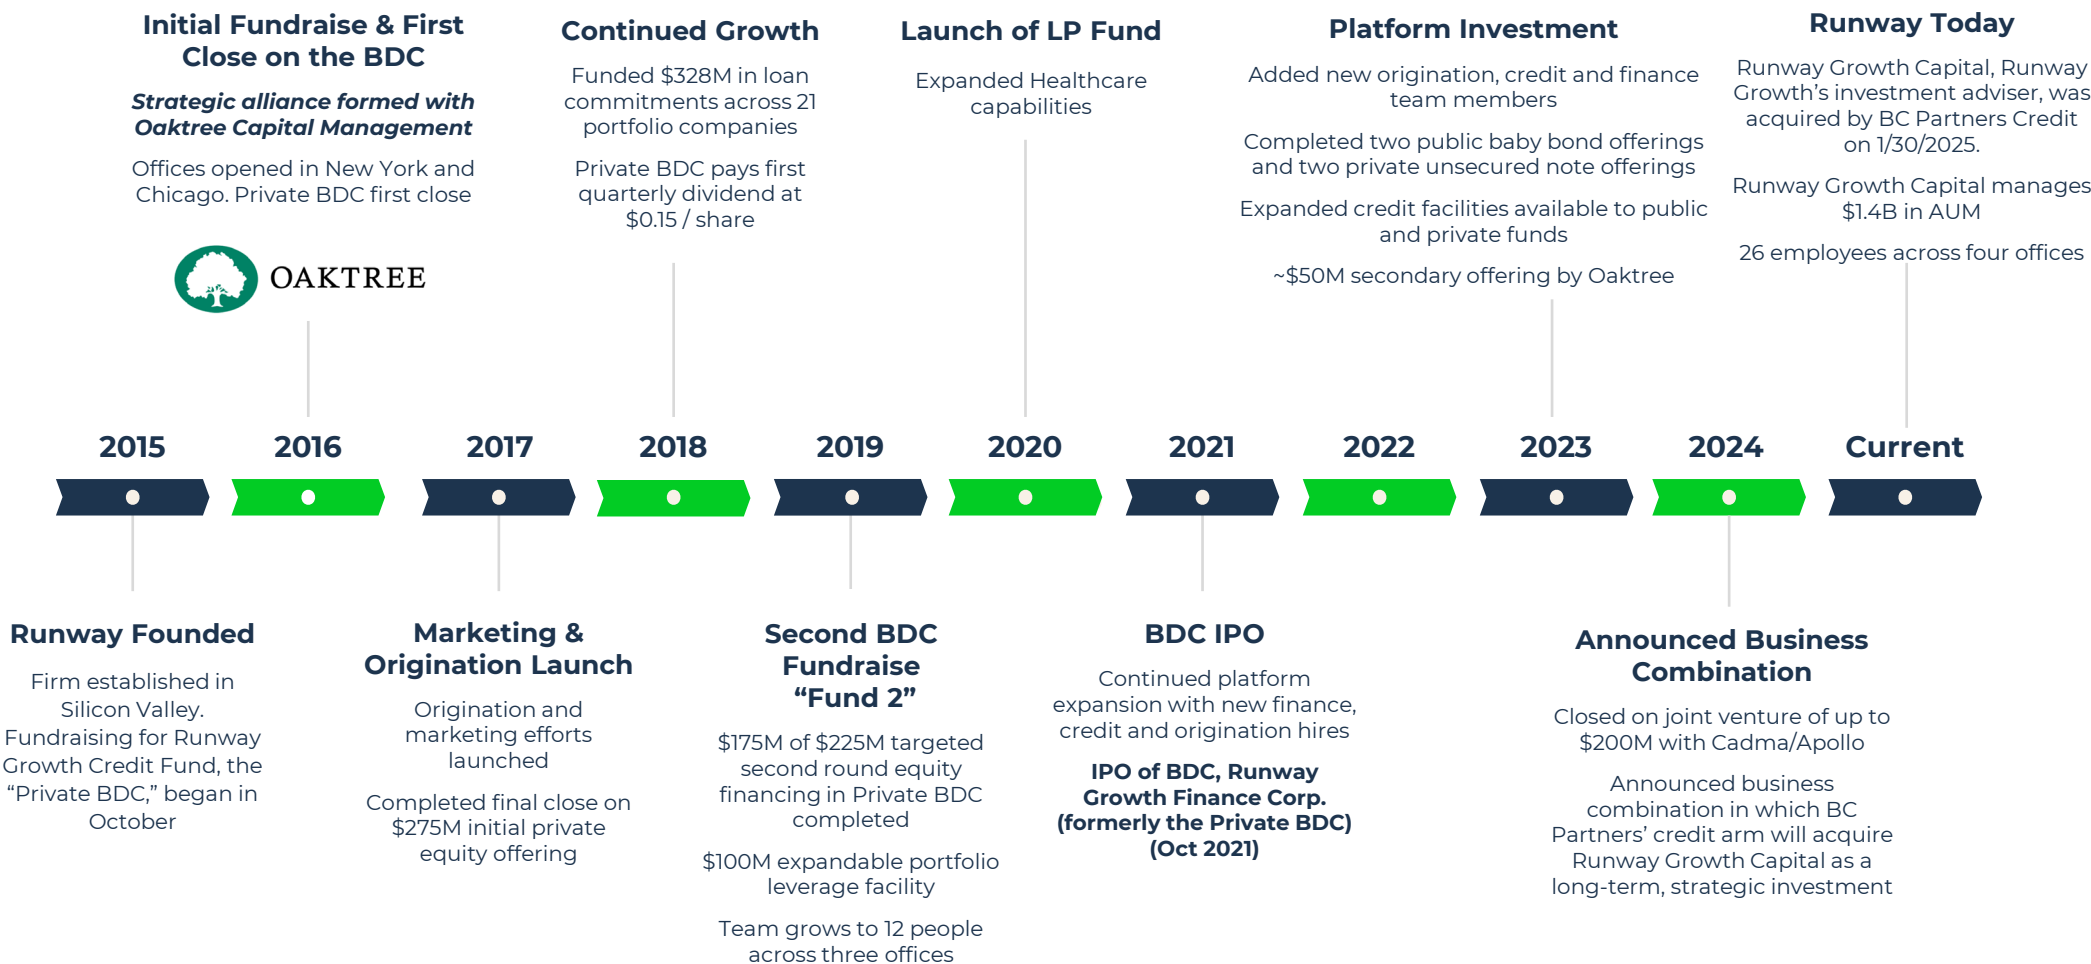 Initial Fundraise & First
Close on the BDC
Strategic alliance formed with
Oaktree Capital Management
Offices opened in New York and
Chicago. Private BDC first close
OAKTREE
Continued Growth
Funded $328M in loan
commitments across 21
portfolio companies
Private BDC pays first
quarterly dividend at
$0.15 / share
Launch of LP Fund
Expanded Healthcare
capabilities
Platform Investment
Added new origination, credit and finance
team members
Completed two public baby bond offerings
and two private unsecured note offerings
Expanded credit facilities available to public
and private funds
~$50M secondary offering by Oaktree
Runway Today
Runway Growth Capital, Runway
Growth’s investment adviser, was
acquired by BC Partners Credit
on 1/30/2025.
Runway Growth Capital manages
$1.4B in AUM
26 employees across four offices
2015
2016
2017
2018
2019
2020
2021
2022
2023
2024
Current
Runway Founded
Firm established in
Silicon Valley.
Fundraising for Runway
Growth Credit Fund, the
“Private BDC,” began in
October
Marketing &
Origination Launch
Origination and
marketing efforts
launched
Completed final close on
$275M initial private
equity offering
Second BDC
Fundraise
“Fund 2”
$175M of $225M targeted
second round equity
financing in Private BDC
completed
$100M expandable portfolio
leverage facility
Team grows to 12 people
across three offices
BDC IPO
Continued platform
expansion with new finance,
credit and origination hires
IPO of BDC, Runway
Growth Finance Corp.
(formerly the Private BDC)
(Oct 2021)
Announced Business
Combination
Closed on joint venture of up to
$200M with Cadma/Apollo
Announced business
combination in which BC
Partners’ credit arm will acquire
Runway Growth Capital as a
long-term, strategic investment